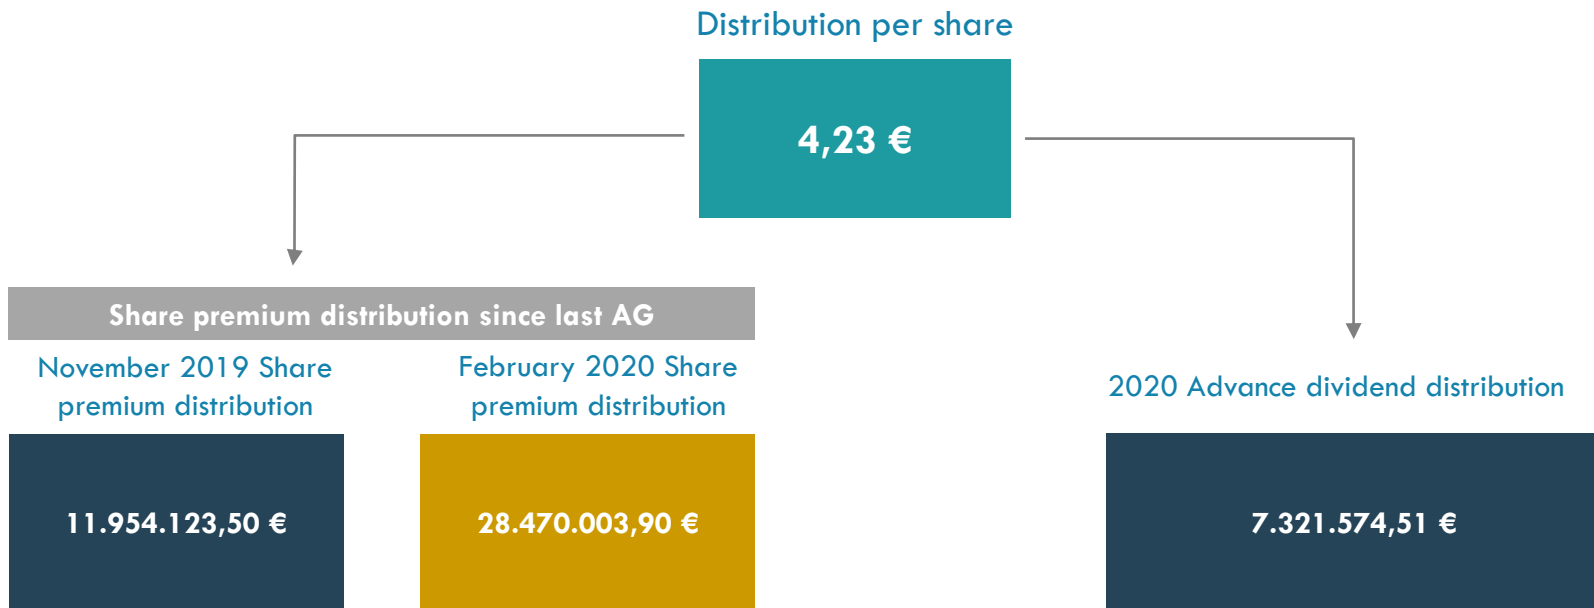 Distribution per share
4,23 €
Share premium distribution since last AG
November 2019 Share
premium distribution
February 2020 Share
premium distribution
2020 Advance dividend distribution
11.954.123,50 €
28.470.003,90 €
7.321.574,51 €